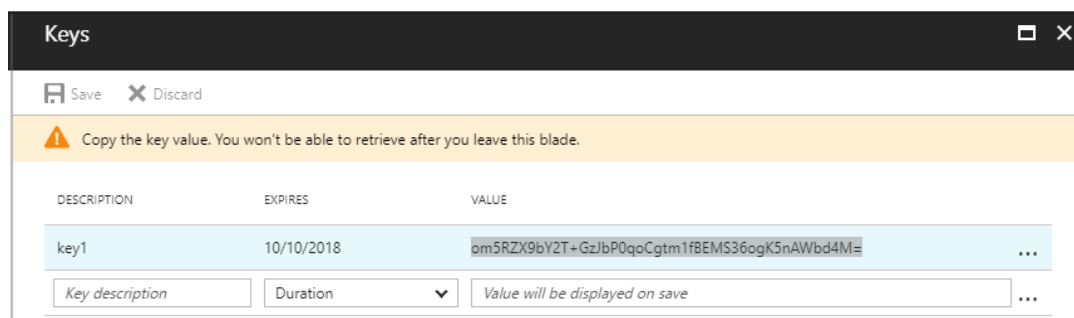 Keys
Save Discard
Copy the key value. You won't be able to retrieve after you leave this blade.
DESCRIPTION EXPIRES VALUE
key1 10/10/2018 om5RZX9bY2T+GzJbP0qoCgtm1fBEMS36ogK5nAWbd4M= ...
Key description Duration Value will be displayed on save ...